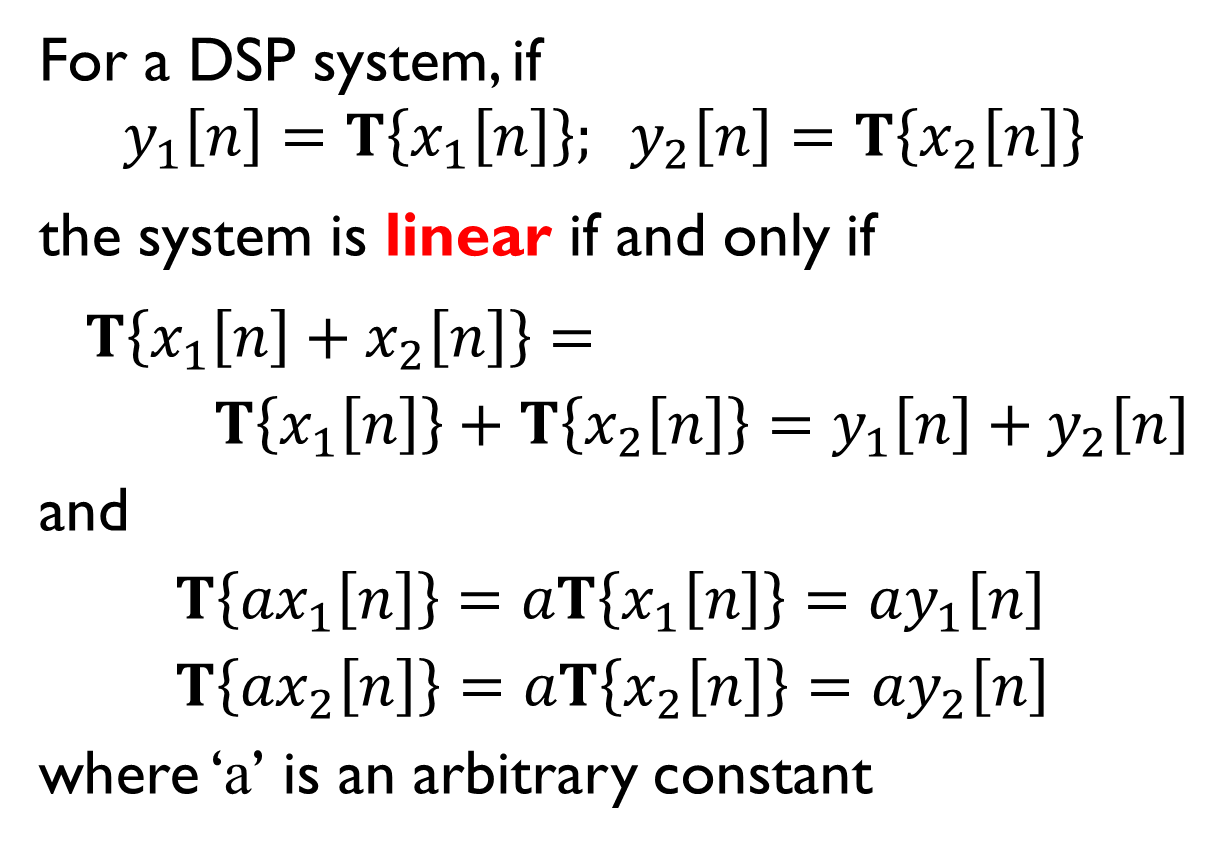 For a DSP system, if
y₁[n] = T{x₁[n]}; y₂[n] = T{x₂[n]}
the system is linear if and only if
T{x₁[n] + x₂[n]} =
T{x₁[n]} + T{x₂[n]} = y₁[n] + y₂[n]
and
T{ax₁[n]} = aT{x₁[n]} = ay₁[n]
T{ax₂[n]} = aT{x₂[n]} = ay₂[n]
where ‘a’ is an arbitrary constant